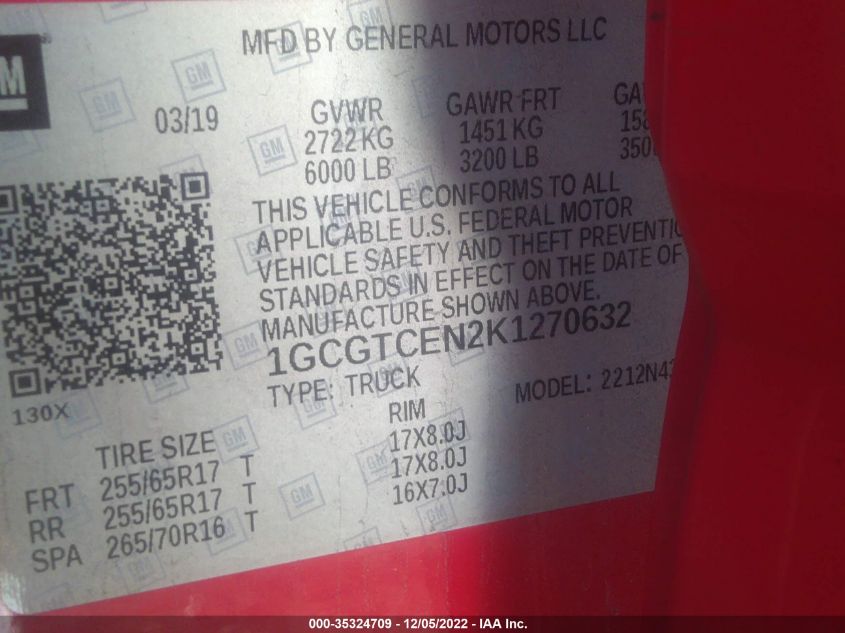 GM
MFD BY GENERAL MOTORS LLC
03/19 GVWR GAWR FRT
2722 KG 1451 KG
6000 LB 3200 LB
THIS VEHICLE CONFORMS TO ALL
APPLICABLE U.S. FEDERAL MOTOR
VEHICLE SAFETY AND THEFT
STANDARDS IN EFFECT ON THE DATE OF
MANUFACTURE SHOWN ABOVE.
1GCGTCEN2K1270632
TYPE: TRUCK MODEL: 2212N4
130X
TIRE SIZE RIM
FRT 255/65R17 T 17X8.0J
RR 255/65R17 T 17X8.0J
SPA 265/70R16 T 16X7.0J
000-35324709 - 12/05/2022 - IAA Inc.